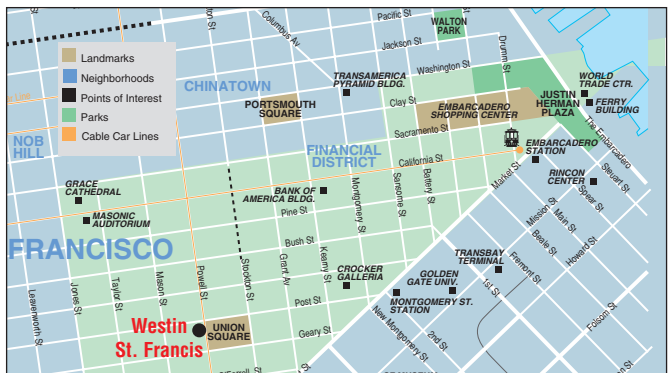 Pacific St
WALTON
PARK
Columbus Av
Jackson St
Drumm St
Landmarks
Neighborhoods
Points of Interest
Parks
Cable Car Lines
Washington St
CHINATOWN
TRANSAMERICA
PYRAMID BLDG.
WORLD
TRADE CTR.
JUSTIN
HERMAN
PLAZA
FERRY
BUILDING
Clay St
PORTSMOUTH
SQUARE
EMBARCADERO
SHOPPING CENTER
The Embarcadero
Sacramento St
NOB
HILL
FINANCIAL
DISTRICT
California St
EMBARCADERO
STATION
Market St
Steuart St
RINCON
CENTER
Spear St
GRACE
CATHEDRAL
BANK OF
AMERICA BLDG.
Montgomery St
Sansome St
Battery St
MASONIC
AUDITORIUM
Pine St
Mission St
Main St
Beale St
Howard St
FRANCISCO
Bush St
TRANSBAY
TERMINAL
Fremont St
Leavenworth St
Jones St
Taylor St
Mason St
Powell St
Stockton St
Grant Av
Kearny St
CROCKER
GALLERIA
GOLDEN
GATE UNIV.
1st St
Post St
MONTGOMERY ST.
STATION
Folsom St
Westin
St. Francis
UNION
SQUARE
Geary St
New Montgomery St
2nd St
O'Farrell St